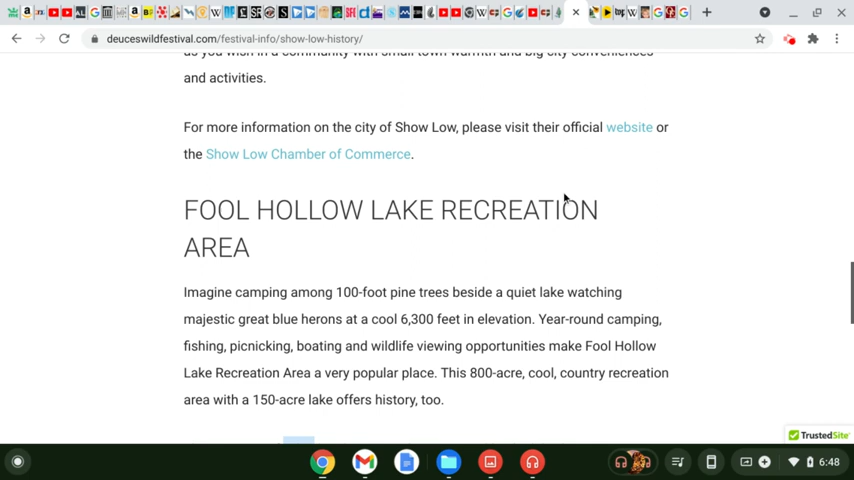 deuceswildfestival.com/festival-info/show-low-history/
as you wish in a community with small town warmth and big city conveniences
and activities.
For more information on the city of Show Low, please visit their official website or
the Show Low Chamber of Commerce.
FOOL HOLLOW LAKE RECREATION
AREA
Imagine camping among 100-foot pine trees beside a quiet lake watching
majestic great blue herons at a cool 6,300 feet in elevation. Year-round camping,
fishing, picnicking, boating and wildlife viewing opportunities make Fool Hollow
Lake Recreation Area a very popular place. This 800-acre, cool, country recreation
area with a 150-acre lake offers history, too.
TrustedSite
6:48